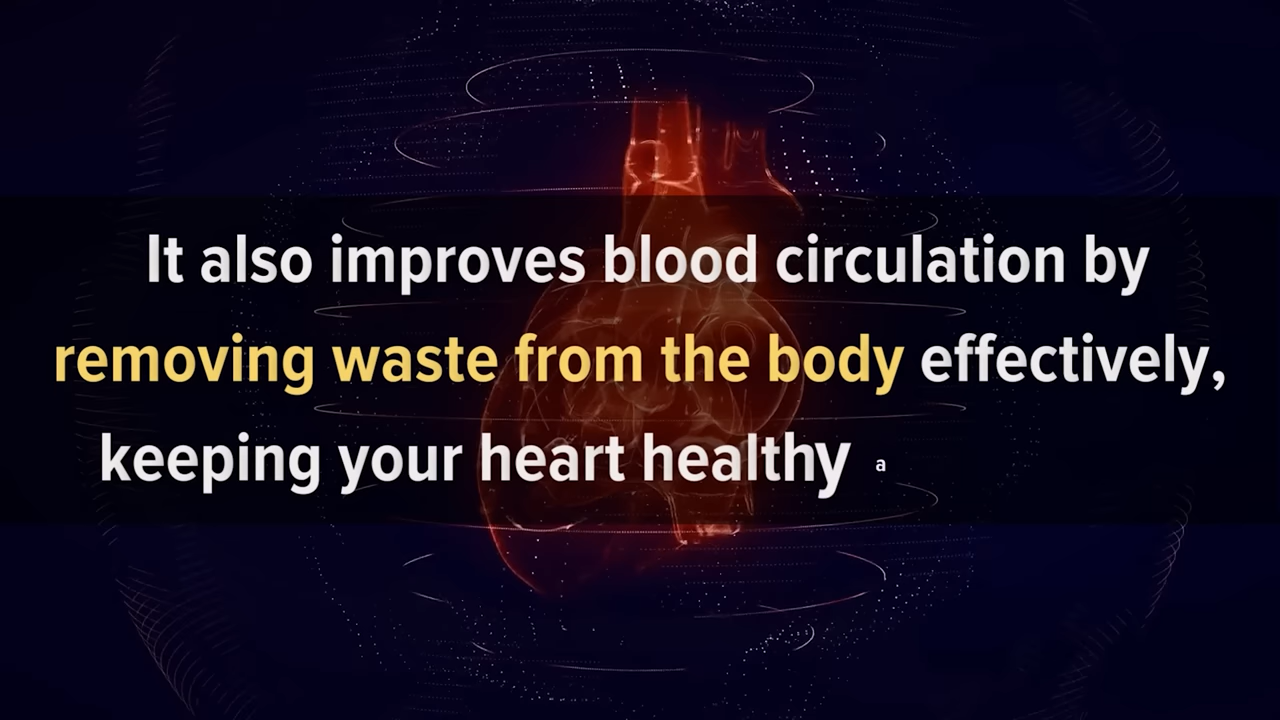 It also improves blood circulation by
removing waste from the body effectively,
keeping your heart healthy a